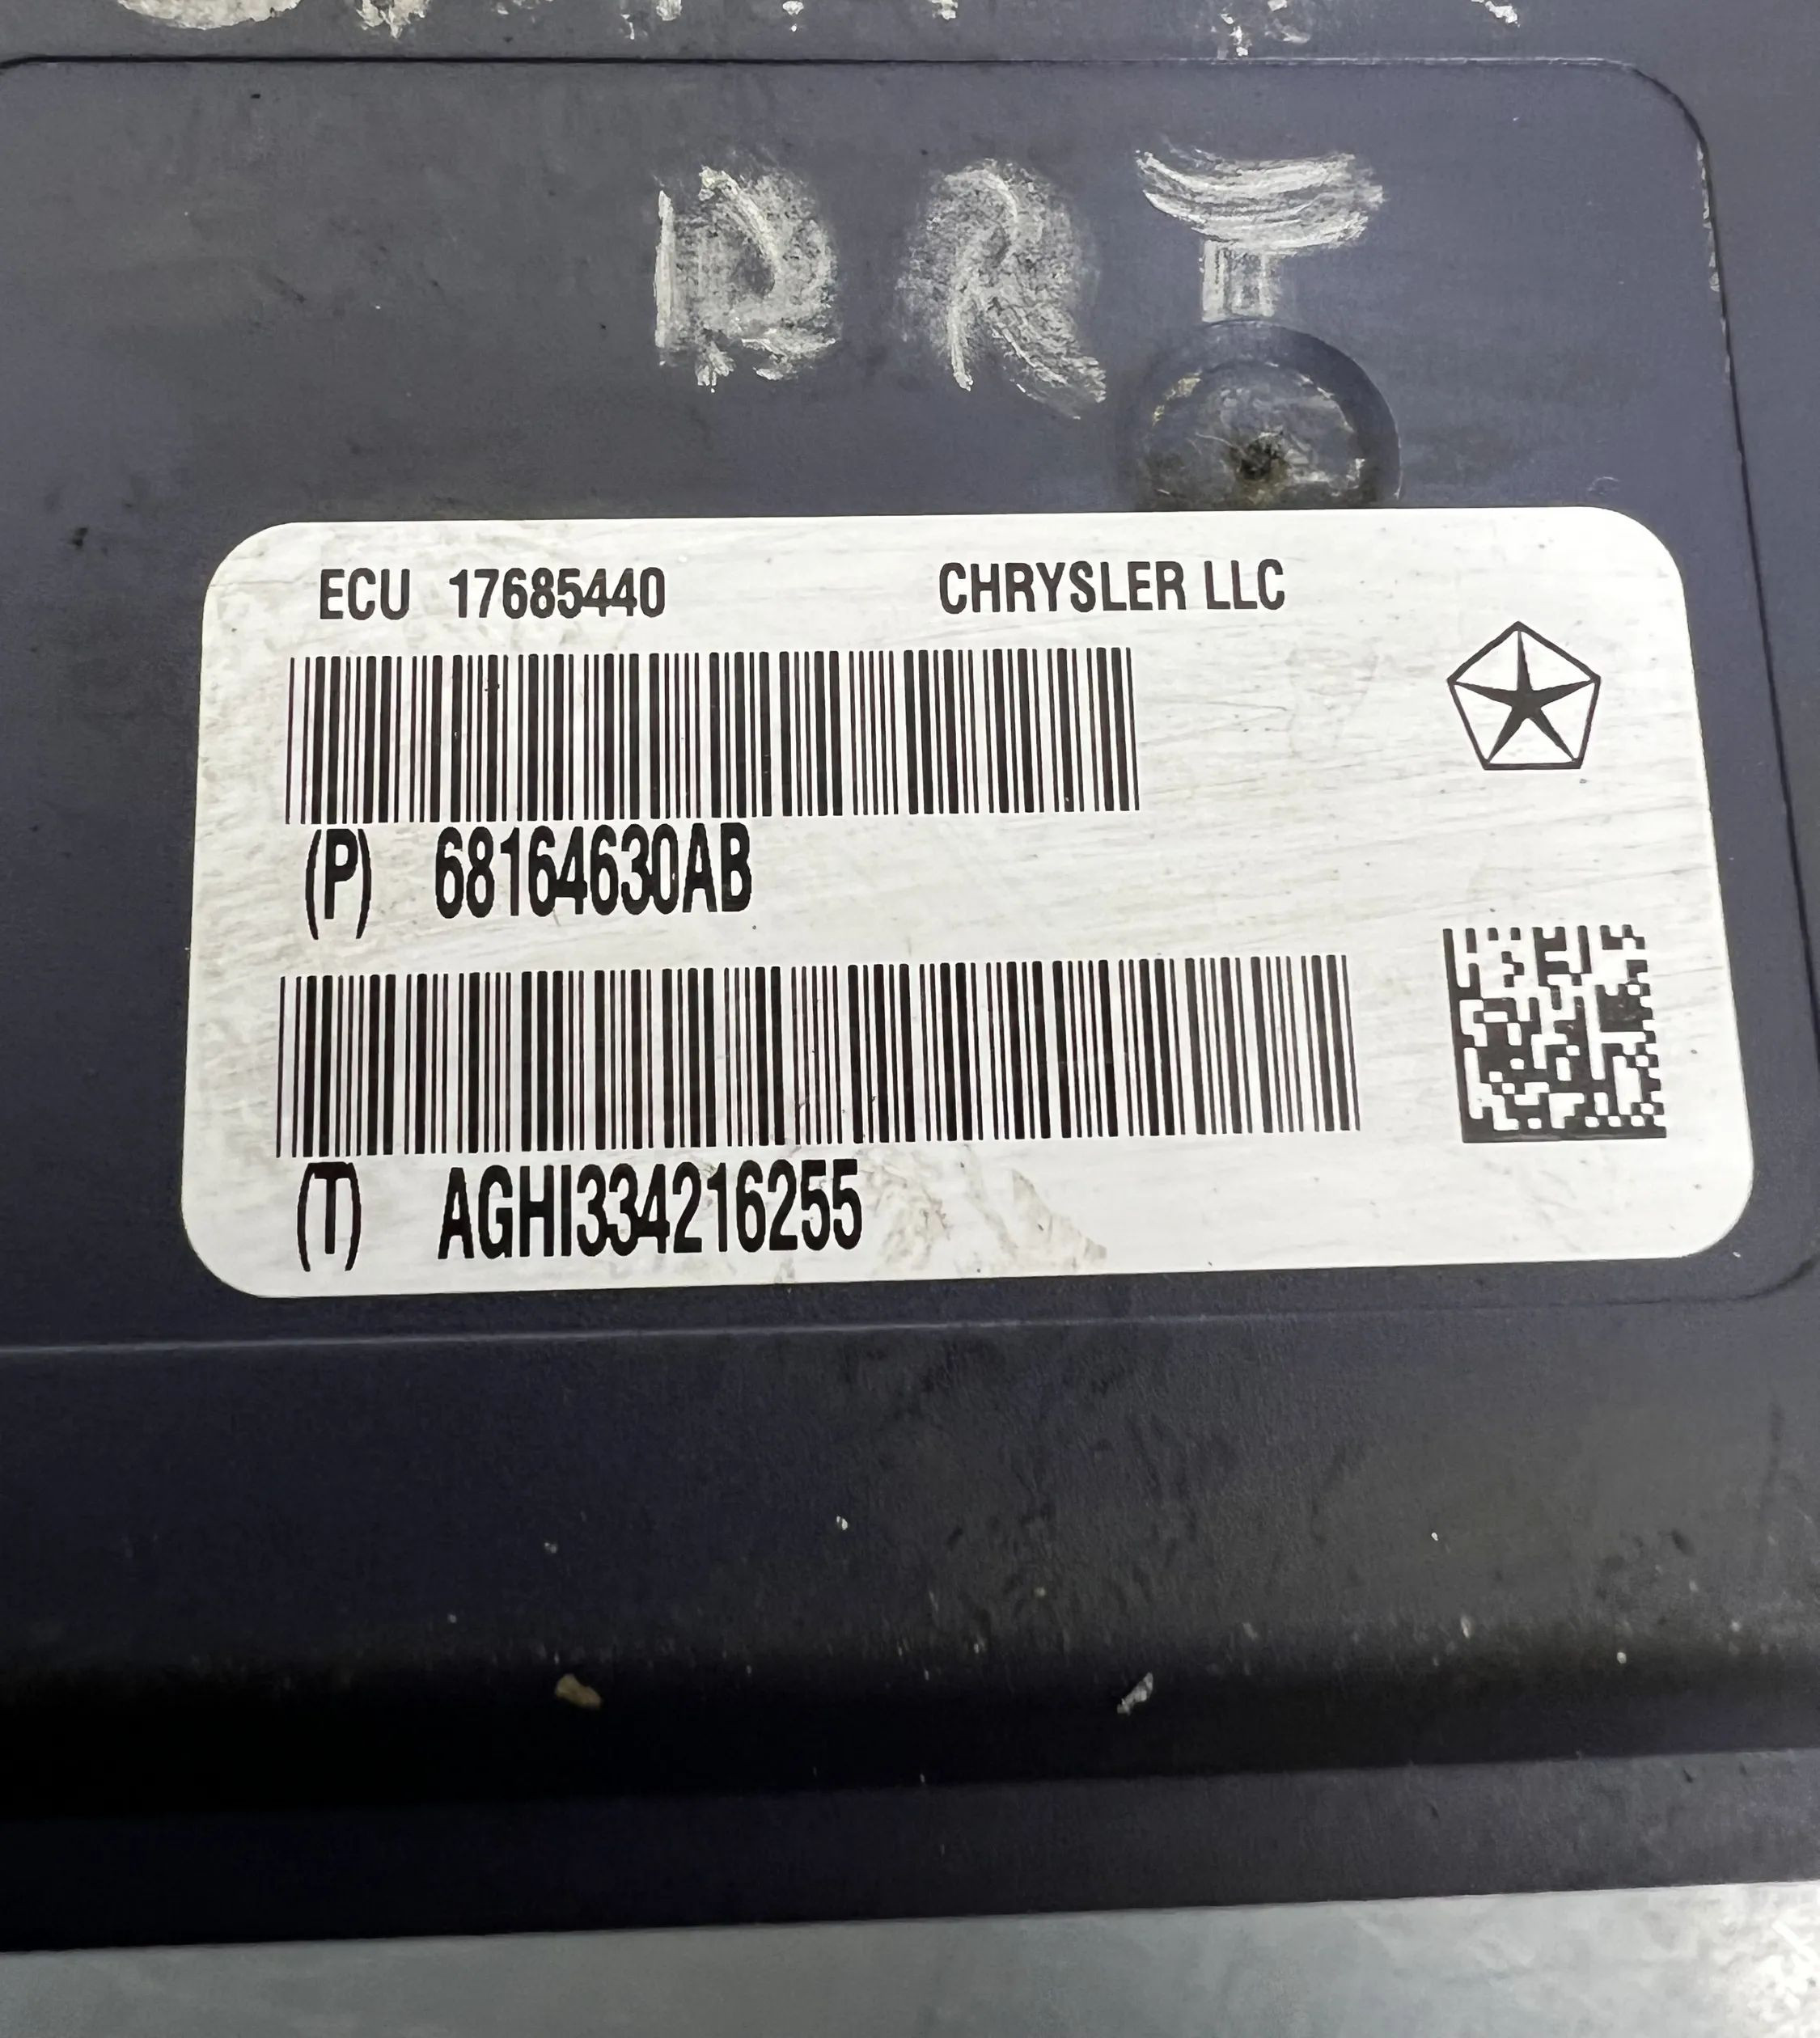 DRT
ECU 17685440 CHRYSLER LLC
(P) 68164630AB
(T) AGHI334216255